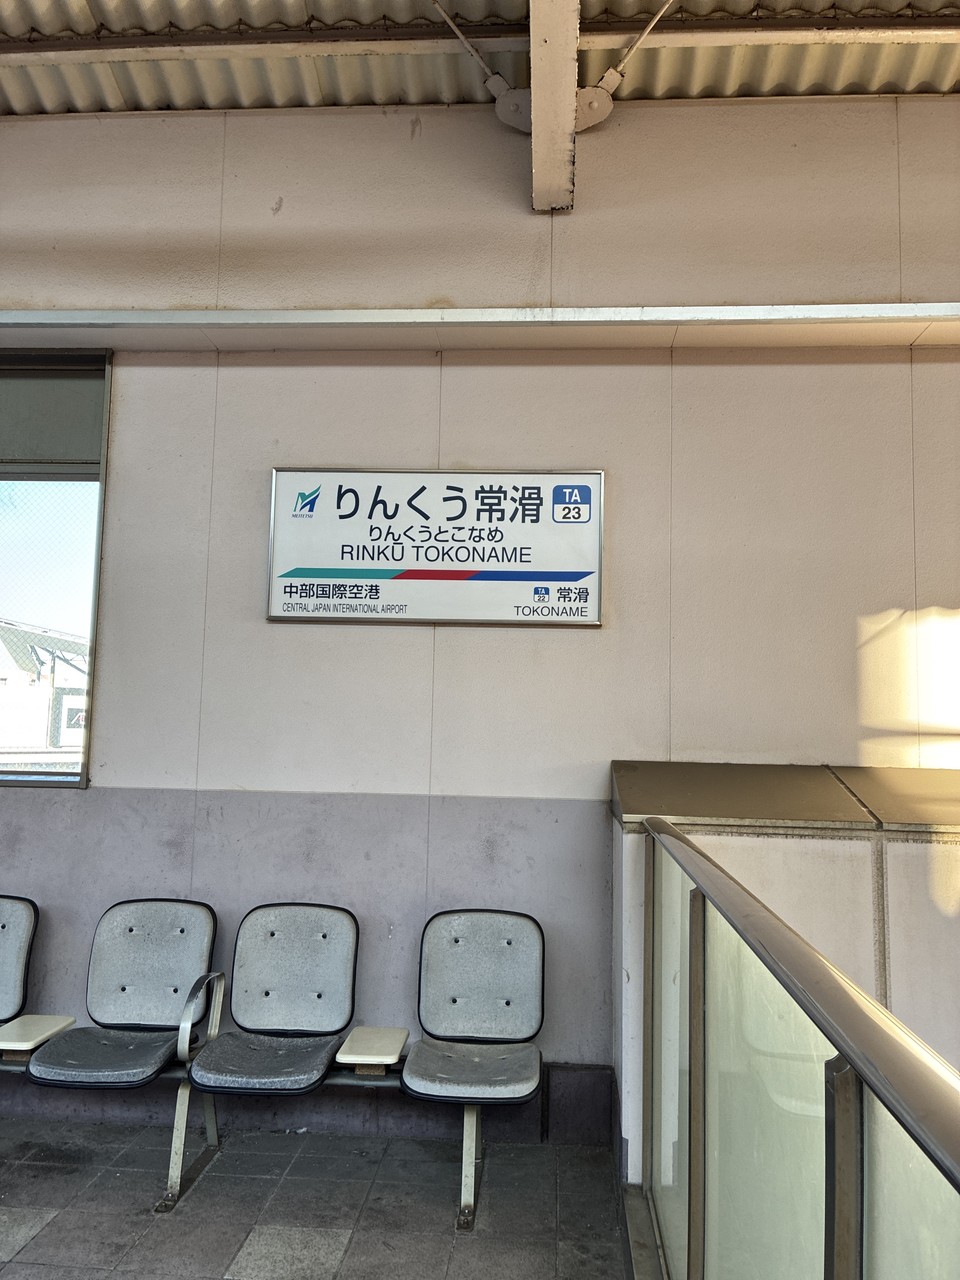 りんくう常滑
TA
23
MEITETSU
りんくうとこなめ
RINKŪ TOKONAME
中部国際空港
TA
22
常滑
CENTRAL JAPAN INTERNATIONAL AIRPORT
TOKONAME